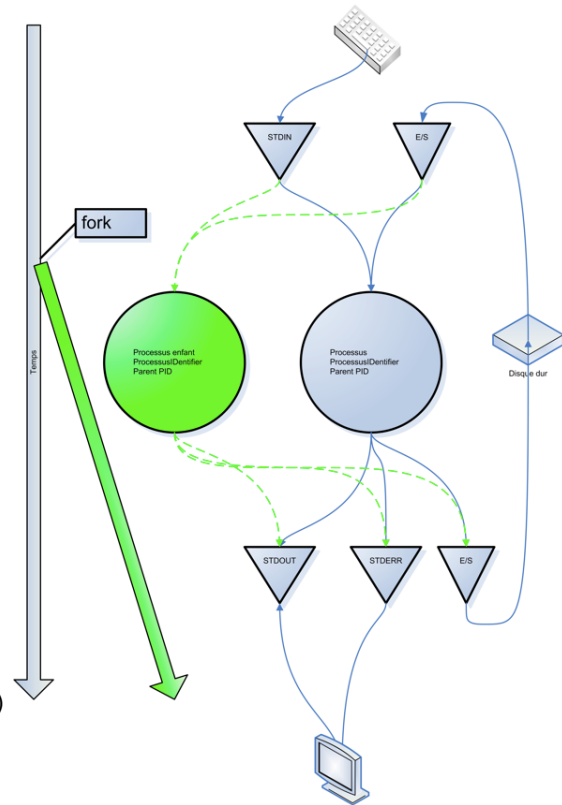 STDIN
E/S
fork
Temps
Processus enfant
ProcessusIDentifier
Parent PID
Processus
ProcessusIDentifier
Parent PID
Disque dur
STDOUT
STDERR
E/S